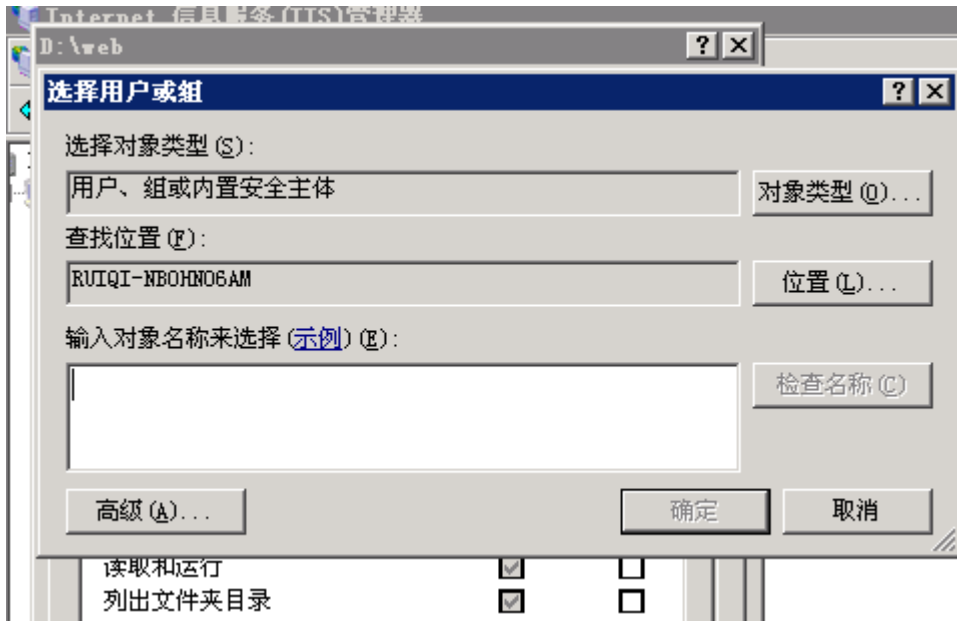 Internet 信息服务(IIS)管理器
D:\web
选择用户或组
选择对象类型(S):
用户、组或内置安全主体
对象类型(O)...
查找位置(F):
RUIQI-NBOHNO6AM
位置(L)...
输入对象名称来选择(示例)(E):
检查名称(C)
高级(A)...
确定
取消
读取和运行
列出文件夹目录